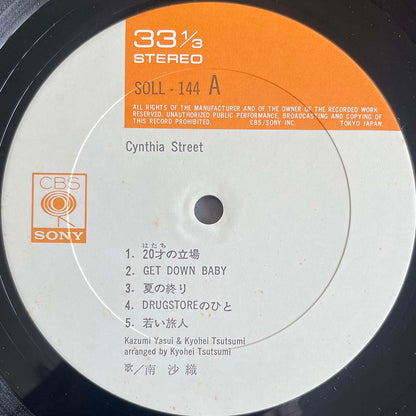 33 1/3
STEREO
SOLL - 144 A
ALL RIGHTS OF THE MANUFACTURER AND OF THE OWNER OF THE RECORDED WORK
RESERVED. UNAUTHORIZED PUBLIC PERFORMANCE, BROADCASTING AND COPYING OF
THIS RECORD PROHIBITED. CBS/SONY INC. TOKYO JAPAN.
Cynthia Street
CBS
SONY
はたち
1. 20才の立場
2. GET DOWN BABY
3. 夏の終り
4. DRUGSTOREのひと
5. 若い旅人
Kazumi Yasui & Kyohei Tsutsumi
arranged by Kyohei Tsutsumi
歌/南 沙 織